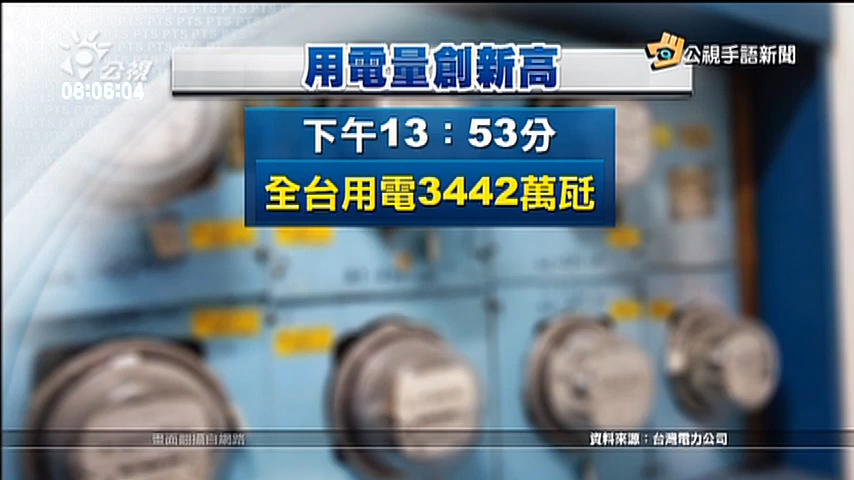 公視
08:06:04
用電量創新高
公視手語新聞
下午13：53分
全台用電3442萬瓩
畫面翻攝自網路
資料來源：台灣電力公司